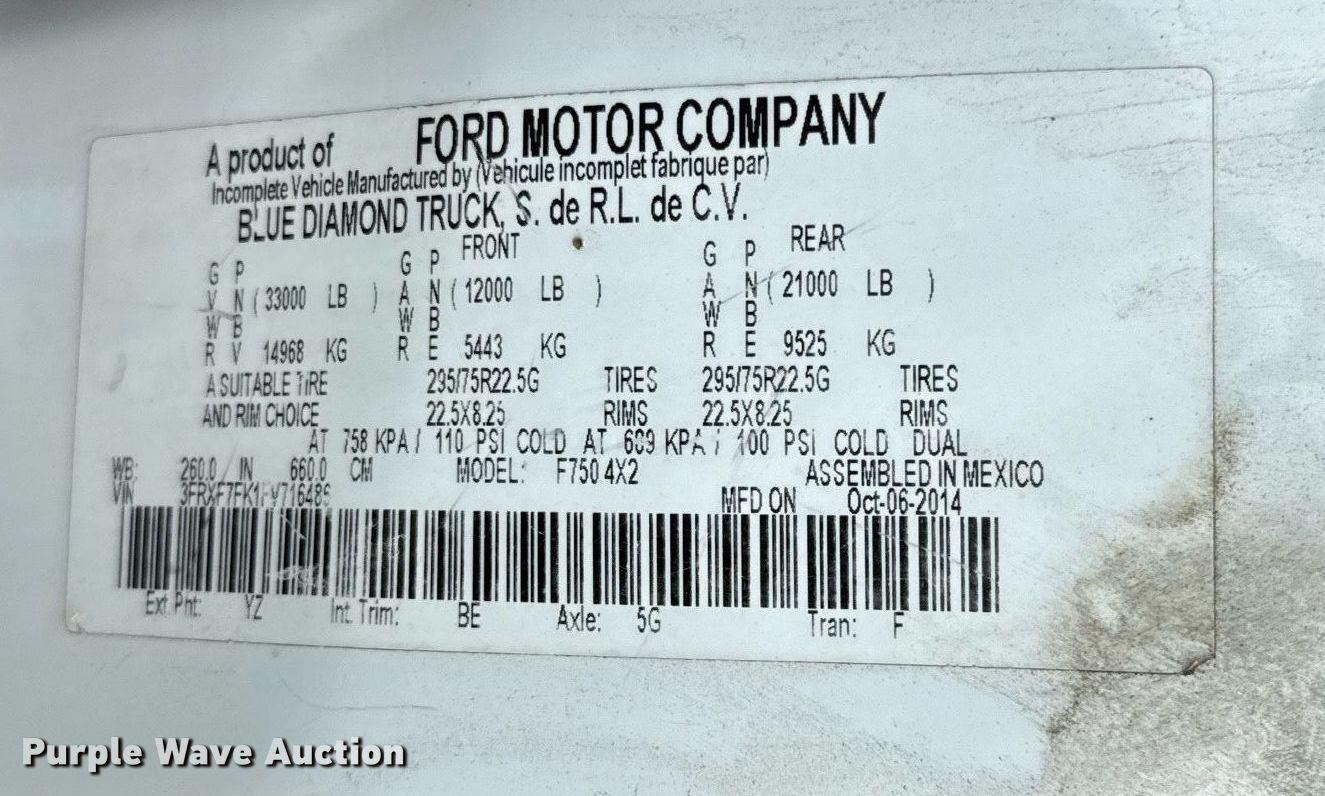 A product of FORD MOTOR COMPANY
Incomplete Vehicle Manufactured by (Vehicule incomplet fabrique par)
BLUE DIAMOND TRUCK, S. de R.L. de C.V.
G P G P FRONT G P REAR
V N ( 33000 LB ) A N ( 12000 LB ) A N ( 21000 LB )
W B W B W B
R V 14968 KG R E 5443 KG R E 9525 KG
A SUITABLE TIRE 295/75R22.5G TIRES 295/75R22.5G TIRES
AND RIM CHOICE 22.5X8.25 RIMS 22.5X8.25 RIMS
AT 758 KPA / 110 PSI COLD AT 689 KPA / 100 PSI COLD DUAL
WB: 260.0 IN 660.0 CM MODEL: F750 4X2 ASSEMBLED IN MEXICO
VIN MFD ON Oct-06-2014
Ext. Pnt: YZ Int. Trim: BE Axle: 5G Tran: F
Purple Wave Auction